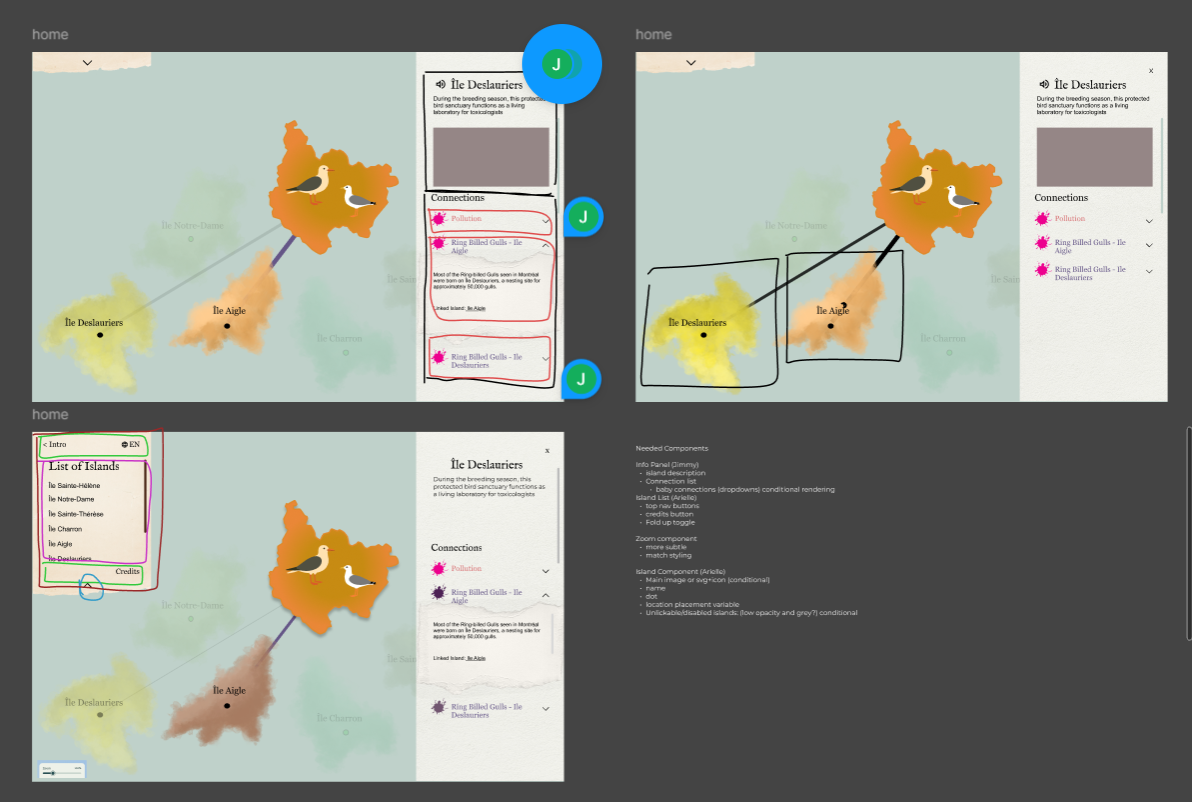 home
J
Île Deslauriers
During the breeding season, this protected
bird sanctuary functions as a living
laboratory for toxicologists
Connections
Pollution
J
Ring Billed Gulls - Ile
Aigle
Most of the Ring-billed Gulls seen in Montréal
were born on Île Deslauriers, a nesting site for
approximately 50,000 gulls.
Linked Island: Île Aigle
Ring Billed Gulls - Ile
Deslauriers
J
Île Notre-Dame
Île Deslauriers
Île Aigle
Île Charron
home
x
Île Deslauriers
During the breeding season, this protected
bird sanctuary functions as a living
laboratory for toxicologists
Connections
Pollution
Ring Billed Gulls - Ile
Aigle
Ring Billed Gulls - Ile
Deslauriers
Île Notre-Dame
Île Deslauriers
Île Aigle
Île Charron
home
< Intro
EN
List of Islands
Île Sainte-Hélène
Île Notre-Dame
Île Sainte-Thérèse
Île Charron
Île Aigle
Île Deslauriers
Credits
Île Notre-Dame
Île Deslauriers
Île Aigle
Île Charron
x
Île Deslauriers
During the breeding season, this
protected bird sanctuary functions as
a living laboratory for toxicologists
Connections
Pollution
Ring Billed Gulls - Ile
Aigle
Most of the Ring-billed Gulls seen in Montréal
were born on Île Deslauriers, a nesting site for
approximately 50,000 gulls.
Linked Island: Île Aigle
Ring Billed Gulls - Ile
Deslauriers
Needed Components
Info Panel (Jimmy)
- island description
- Connection list
- baby connections (dropdowns) conditional rendering
Island List (Arielle)
- top nav buttons
- credits button
- Fold up toggle
Zoom component
- more subtle
- match styling
Island Component (Arielle)
- Main image or svg+icon (conditional)
- name
- dot
- location placement variable
- Unlickable/disabled islands: (low opacity and grey?) conditional